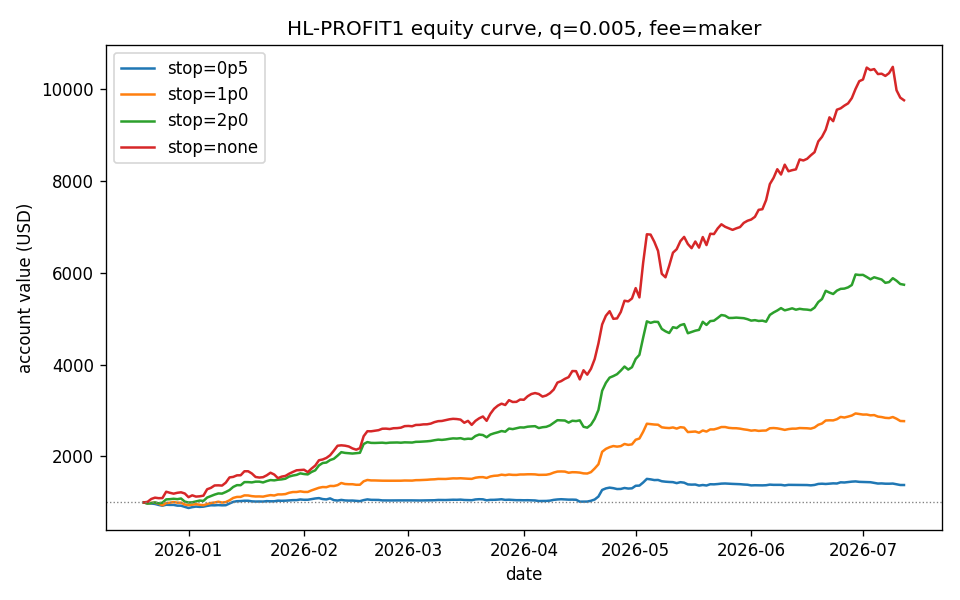 HL-PROFIT1 equity curve, q=0.005, fee=maker
stop=0p5
stop=1p0
stop=2p0
stop=none
account value (USD)
10000
8000
6000
4000
2000
2026-01
2026-02
2026-03
2026-04
2026-05
2026-06
2026-07
date